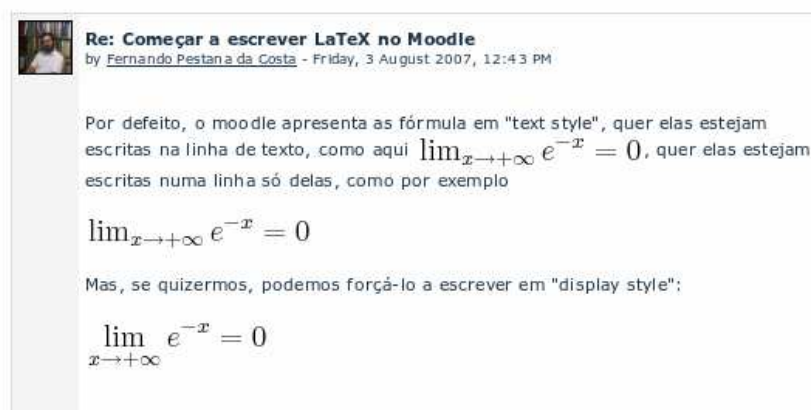 Re: Começar a escrever LaTeX no Moodle
by Fernando Pestana da Costa - Friday, 3 August 2007, 12:43 PM
Por defeito, o moodle apresenta as fórmula em "text style", quer elas estejam
escritas na linha de texto, como aqui lim_{x→+∞} e^{−x} = 0, quer elas estejam
escritas numa linha só delas, como por exemplo
lim_{x→+∞} e^{−x} = 0
Mas, se quizermos, podemos forçá-lo a escrever em "display style":
lim_{x→+∞} e^{−x} = 0